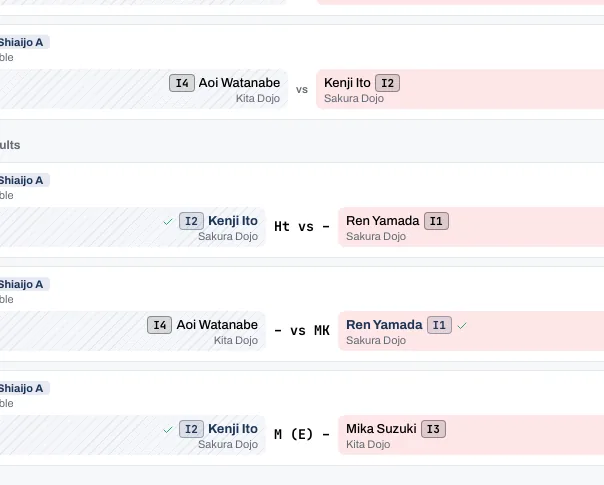 Shiaijo A
ble
I4 Aoi Watanabe vs Kenji Ito I2
Kita Dojo Sakura Dojo
ults
Shiaijo A
ble
✓ I2 Kenji Ito Ht vs - Ren Yamada I1
Sakura Dojo Sakura Dojo
Shiaijo A
ble
I4 Aoi Watanabe - vs MK Ren Yamada I1 ✓
Kita Dojo Sakura Dojo
Shiaijo A
ble
✓ I2 Kenji Ito M (E) - Mika Suzuki I3
Sakura Dojo Kita Dojo